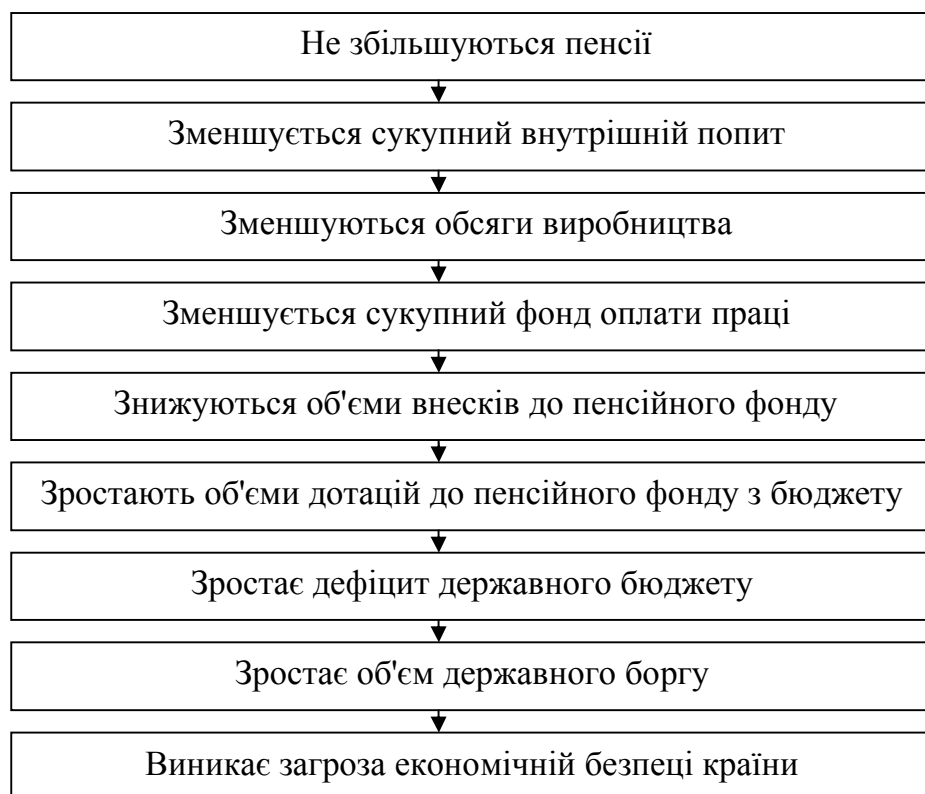 Не збільшуються пенсії
Зменшується сукупний внутрішній попит
Зменшуються обсяги виробництва
Зменшується сукупний фонд оплати праці
Знижуються об'єми внесків до пенсійного фонду
Зростають об'єми дотацій до пенсійного фонду з бюджету
Зростає дефіцит державного бюджету
Зростає об'єм державного боргу
Виникає загроза економічній безпеці країни